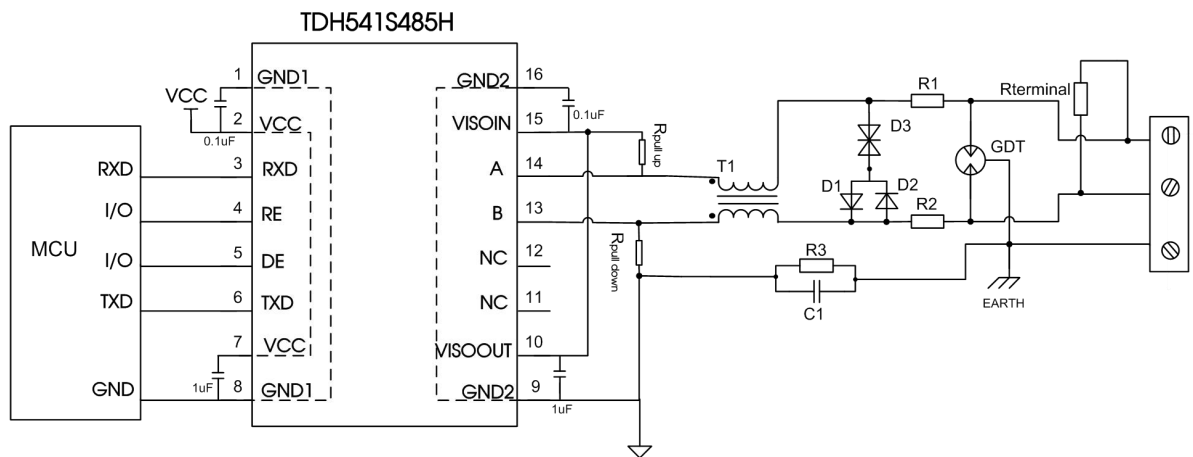 TDH541S485H
MCU
RXD
I/O
I/O
TXD
GND
VCC
0.1uF
1uF
1
2
3
4
5
6
7
8
GND1
VCC
RXD
RE
DE
TXD
VCC
GND1
GND2
VISOIN
A
B
NC
NC
VISOOUT
GND2
16
15
14
13
12
11
10
9
0.1uF
1uF
Rpull up
Rpull down
T1
D3
D1
D2
R1
R2
GDT
R3
C1
EARTH
Rterminal